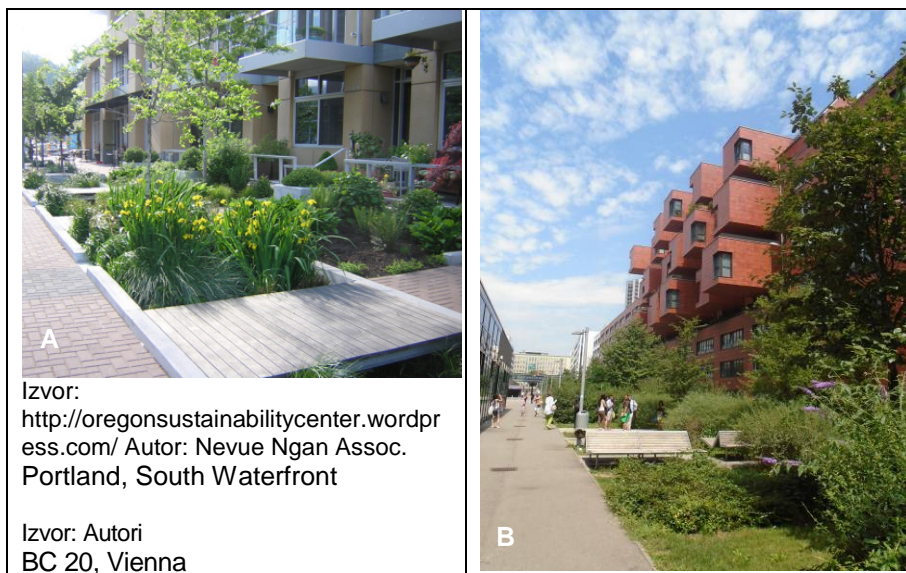 A
Izvor:
http://oregonsustainabilitycenter.wordpr
ess.com/ Autor: Nevue Ngan Assoc.
Portland, South Waterfront
Izvor: Autori
BC 20, Vienna
B